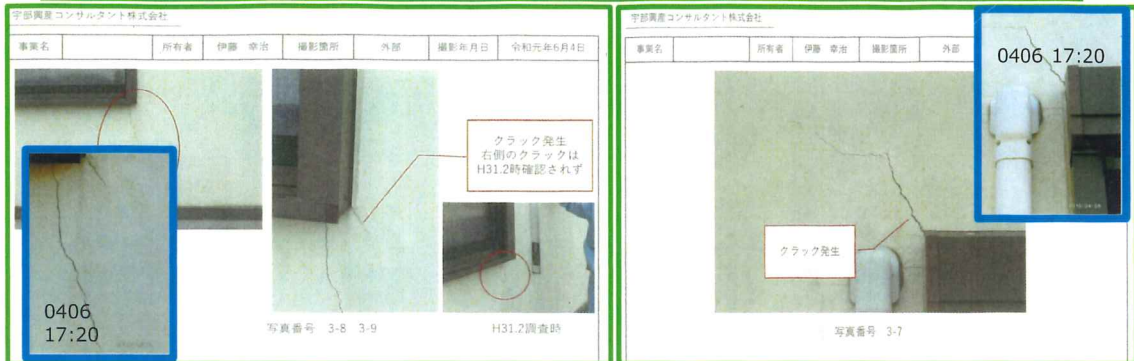 宇部興産コンサルタント株式会社
事業名 所有者 伊藤 幸治 撮影箇所 外部 撮影年月日 令和元年6月4日
クラック発生
右側のクラックは
H31.2時確認されず
0406
17:20
写真番号 3-8 3-9
H31.2調査時
宇部興産コンサルタント株式会社
事業名 所有者 伊藤 幸治 撮影箇所 外部
0406 17:20
クラック発生
写真番号 3-7